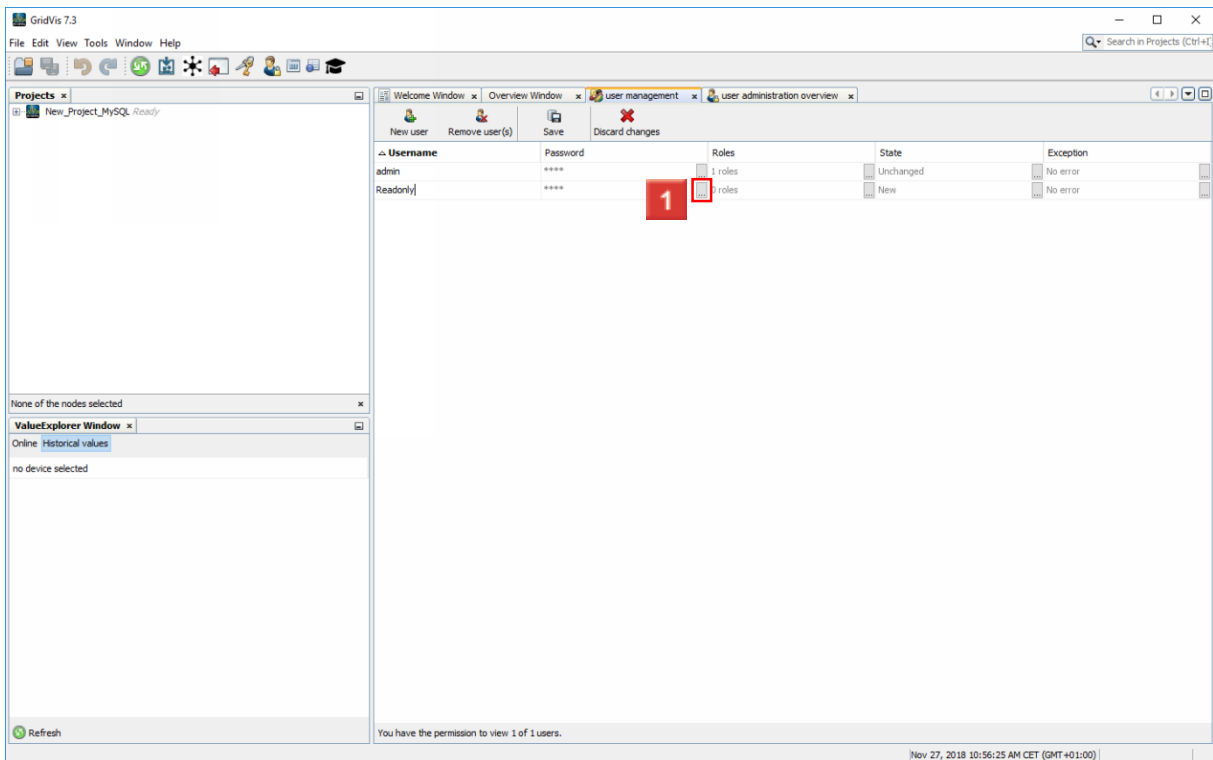 GridVis 7.3
File Edit View Tools Window Help
Search in Projects (Ctrl+I
Projects
New_Project_MySQL Ready
None of the nodes selected
ValueExplorer Window
Online Historical values
no device selected
Refresh
Welcome Window Overview Window user management user administration overview
New user Remove user(s) Save Discard changes
Username Password Roles State Exception
admin **** ... 1 roles ... Unchanged ... No error ...
Readonly **** 1 ... 0 roles ... New ... No error ...
You have the permission to view 1 of 1 users.
Nov 27, 2018 10:56:25 AM CET (GMT+01:00)